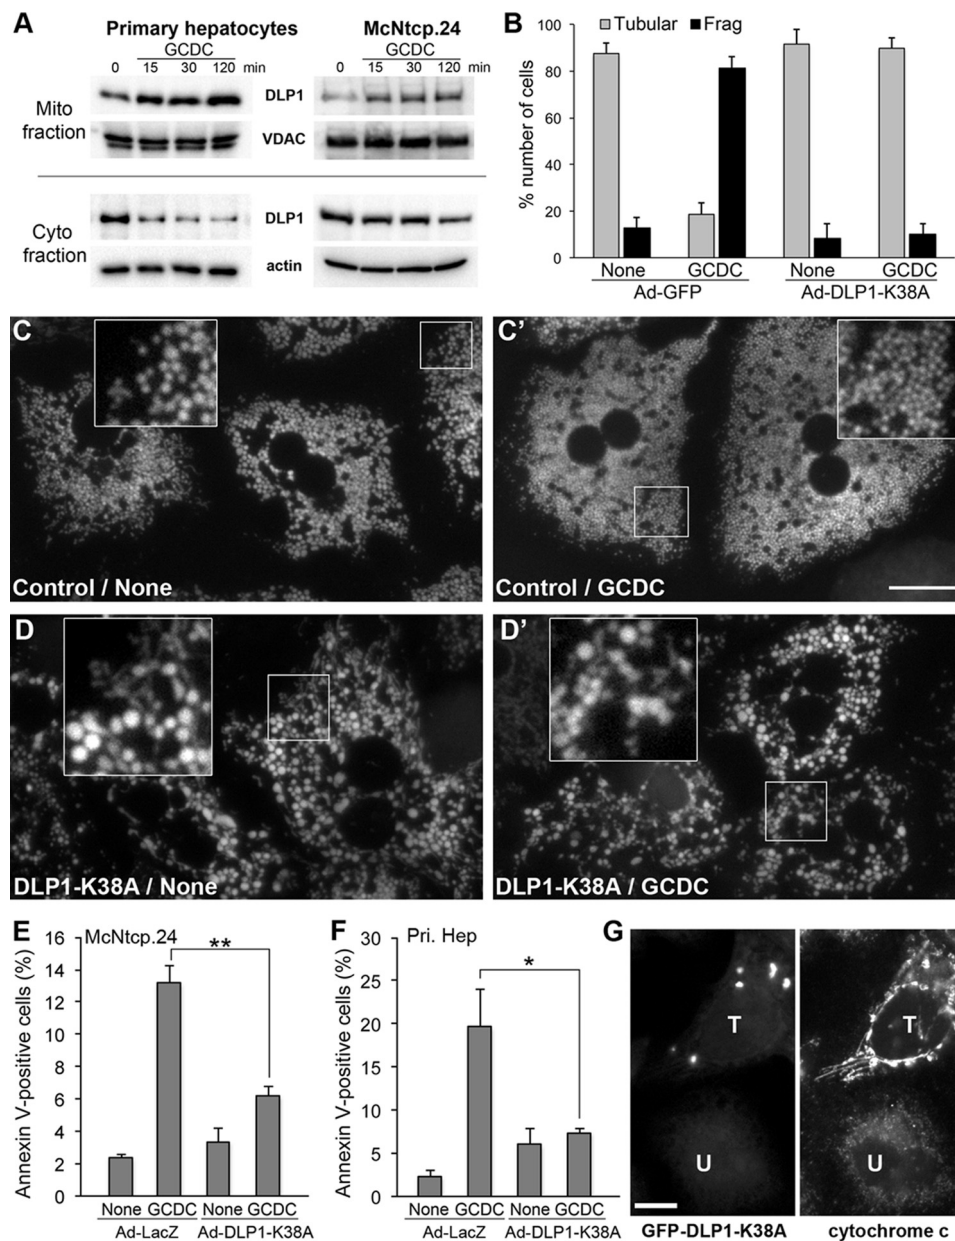 A
Primary hepatocytes McNtcp.24
GCDC GCDC
0 15 30 120 min 0 15 30 120 min
Mito fraction
DLP1
VDAC
Cyto fraction
DLP1
actin
B
Tubular Frag
% number of cells
100
80
60
40
20
0
None GCDC None GCDC
Ad-GFP Ad-DLP1-K38A
C
Control / None
C'
Control / GCDC
D
DLP1-K38A / None
D'
DLP1-K38A / GCDC
E
McNtcp.24
**
Annexin V-positive cells (%)
16
14
12
10
8
6
4
2
0
None GCDC None GCDC
Ad-LacZ Ad-DLP1-K38A
F
Pri. Hep
*
Annexin V-positive cells (%)
30
25
20
15
10
5
0
None GCDC None GCDC
Ad-LacZ Ad-DLP1-K38A
G
T
U
GFP-DLP1-K38A
T
U
cytochrome c